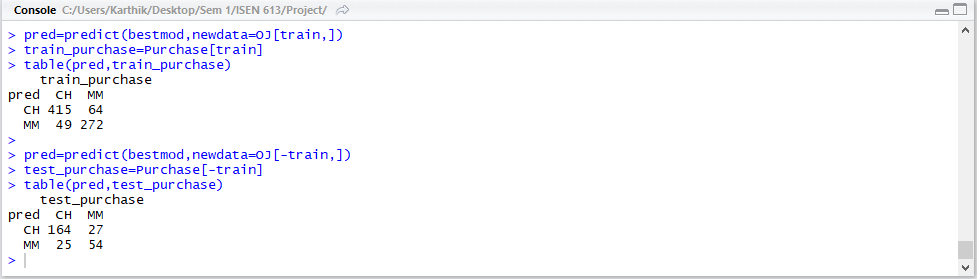 Console C:/Users/Karthik/Desktop/Sem 1/ISEN 613/Project/
> pred=predict(bestmod,newdata=OJ[train,])
> train_purchase=Purchase[train]
> table(pred,train_purchase)
    train_purchase
pred  CH  MM
  CH 415  64
  MM  49 272
>
> pred=predict(bestmod,newdata=OJ[-train,])
> test_purchase=Purchase[-train]
> table(pred,test_purchase)
    test_purchase
pred  CH  MM
  CH 164  27
  MM  25  54
>